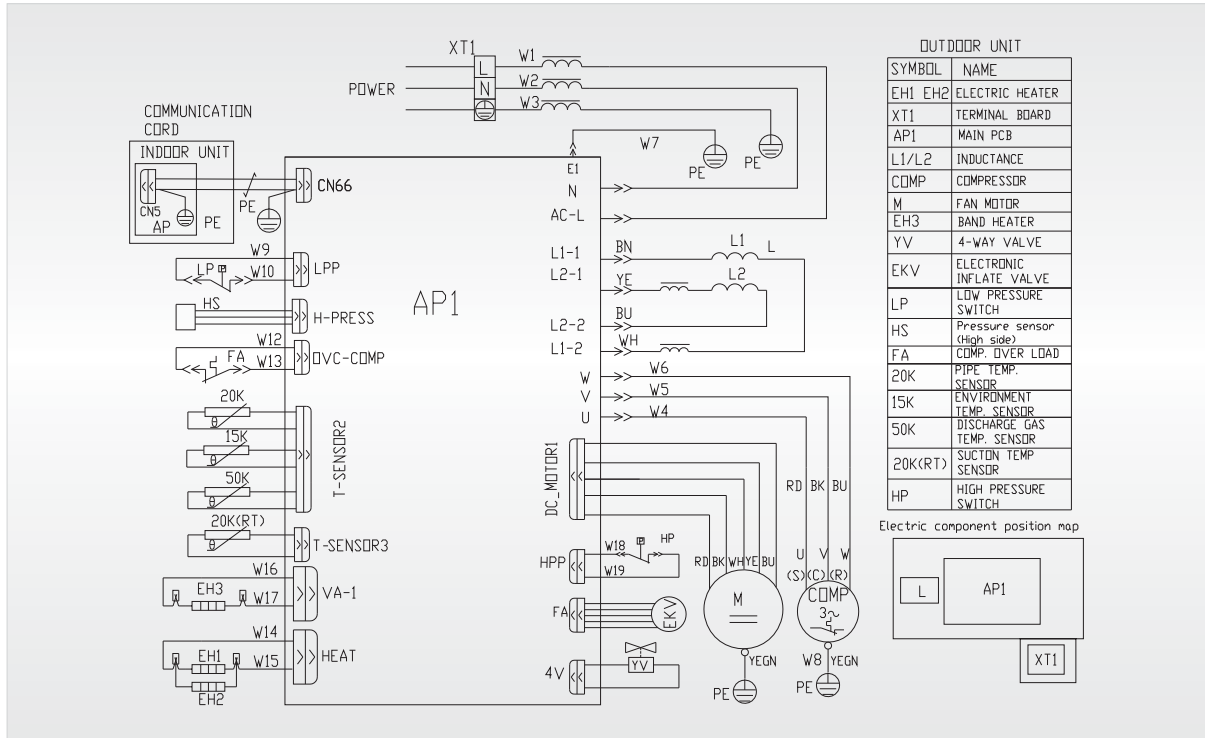 XT1
POWER
L
N
W1
W2
W3
W7
PE
PE
COMMUNICATION
CORD
INDOOR UNIT
CN5
AP
PE
PE
CN66
E1
N
AC-L
W9
LP
W10
LPP
HS
H-PRESS
W12
FA
W13
OVC-COMP
AP1
L1-1
L2-1
L2-2
L1-2
BN
YE
BU
WH
L1
L
L2
W
V
U
W6
W5
W4
20K
15K
50K
T-SENSOR2
20K(RT)
T-SENSOR3
W16
EH3
W17
VA-1
W14
EH1
W15
EH2
HEAT
DC_MOTOR1
RD BK WH YE BU
M
YEGN
PE
HPP
W18
HP
W19
FA
EKV
4V
YV
RD BK BU
U V W
(S) (C) (R)
COMP
3~
W8 YEGN
PE
OUTDOOR UNIT
SYMBOL NAME
EH1 EH2 ELECTRIC HEATER
XT1 TERMINAL BOARD
AP1 MAIN PCB
L1/L2 INDUCTANCE
COMP COMPRESSOR
M FAN MOTOR
EH3 BAND HEATER
YV 4-WAY VALVE
EKV ELECTRONIC
INFLATE VALVE
LP LOW PRESSURE
SWITCH
HS Pressure sensor
(High side)
FA COMP. OVER LOAD
20K PIPE TEMP.
SENSOR
15K ENVIRONMENT
TEMP. SENSOR
50K DISCHARGE GAS
TEMP. SENSOR
20K(RT) SUCTON TEMP
SENSOR
HP HIGH PRESSURE
SWITCH
Electric component position map
L
AP1
XT1